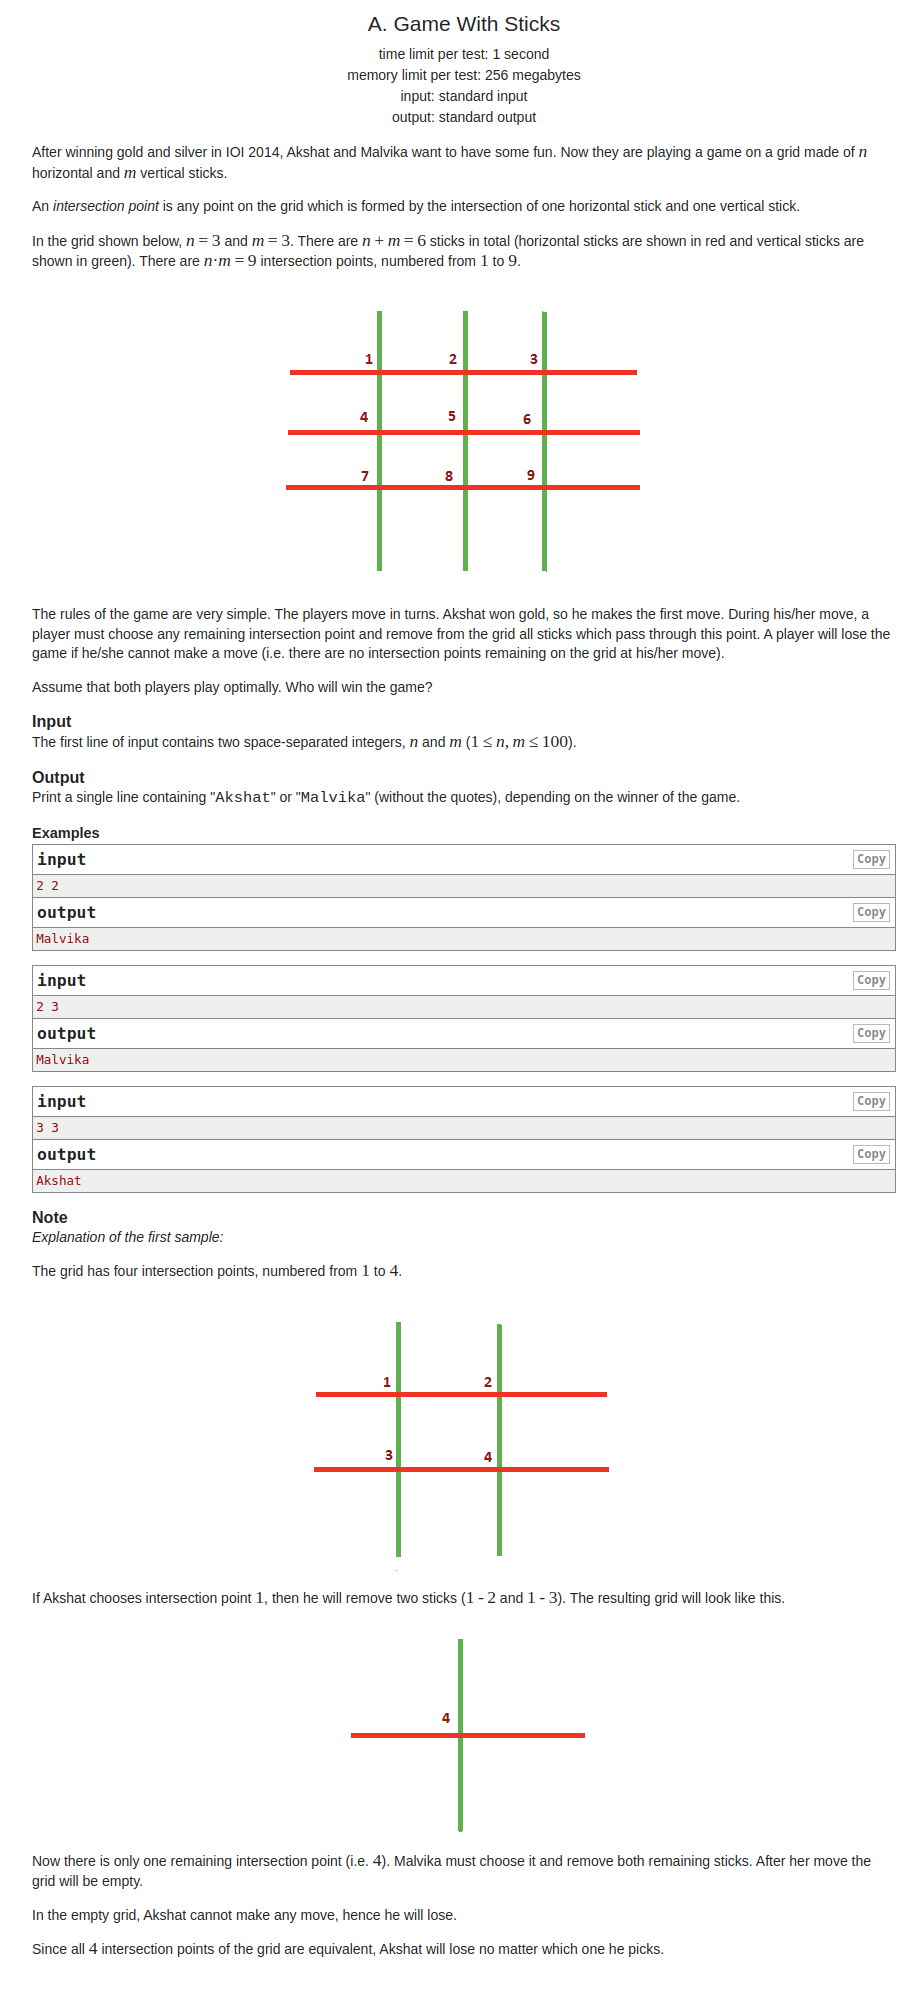 A. Game With Sticks
time limit per test: 1 second
memory limit per test: 256 megabytes
input: standard input
output: standard output
After winning gold and silver in IOI 2014, Akshat and Malvika want to have some fun. Now they are playing a game on a grid made of n
horizontal and m vertical sticks.
An intersection point is any point on the grid which is formed by the intersection of one horizontal stick and one vertical stick.
In the grid shown below, n = 3 and m = 3. There are n + m = 6 sticks in total (horizontal sticks are shown in red and vertical sticks are
shown in green). There are n·m = 9 intersection points, numbered from 1 to 9.
1 2 3
4 5 6
7 8 9
The rules of the game are very simple. The players move in turns. Akshat won gold, so he makes the first move. During his/her move, a
player must choose any remaining intersection point and remove from the grid all sticks which pass through this point. A player will lose the
game if he/she cannot make a move (i.e. there are no intersection points remaining on the grid at his/her move).
Assume that both players play optimally. Who will win the game?
Input
The first line of input contains two space-separated integers, n and m (1 ≤ n, m ≤ 100).
Output
Print a single line containing "Akshat" or "Malvika" (without the quotes), depending on the winner of the game.
Examples
input Copy
2 2
output Copy
Malvika
input Copy
2 3
output Copy
Malvika
input Copy
3 3
output Copy
Akshat
Note
Explanation of the first sample:
The grid has four intersection points, numbered from 1 to 4.
1 2
3 4
If Akshat chooses intersection point 1, then he will remove two sticks (1 - 2 and 1 - 3). The resulting grid will look like this.
4
Now there is only one remaining intersection point (i.e. 4). Malvika must choose it and remove both remaining sticks. After her move the
grid will be empty.
In the empty grid, Akshat cannot make any move, hence he will lose.
Since all 4 intersection points of the grid are equivalent, Akshat will lose no matter which one he picks.